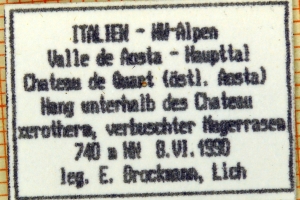 ITALIEN - NW-Alpen
Valle de Aosta - Haupttal
Chateau de Quart (östl. Aosta)
Hang unterhalb des Chateau
xerotherm, verbuschter Magerrasen
740 m NN 8.VI.1990
leg. E. Brockmann, Lich